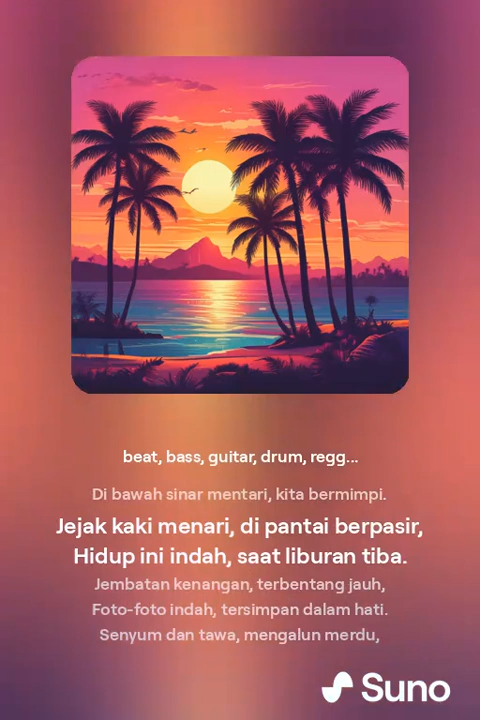 beat, bass, guitar, drum, regg...
Di bawah sinar mentari, kita bermimpi.
Jejak kaki menari, di pantai berpasir,
Hidup ini indah, saat liburan tiba.
Jembatan kenangan, terbentang jauh,
Foto-foto indah, tersimpan dalam hati.
Senyum dan tawa, mengalun merdu,
Suno